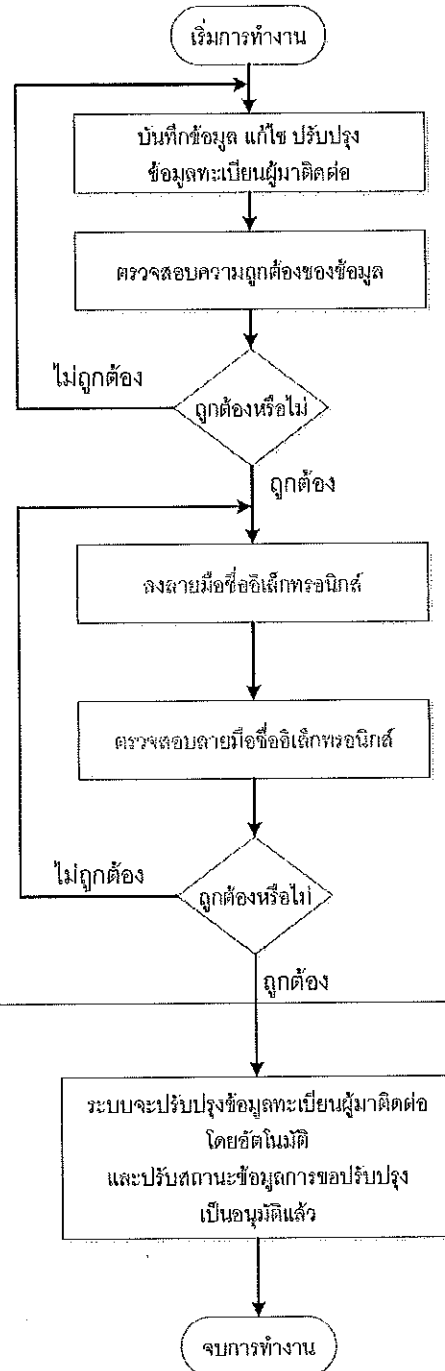 เริ่มการทำงาน
บันทึกข้อมูล แก้ไข ปรับปรุง
ข้อมูลทะเบียนผู้มาติดต่อ
ตรวจสอบความถูกต้องของข้อมูล
ไม่ถูกต้อง
ถูกต้องหรือไม่
ถูกต้อง
ลงลายมือชื่ออิเล็กทรอนิกส์
ตรวจสอบลายมือชื่ออิเล็กทรอนิกส์
ไม่ถูกต้อง
ถูกต้องหรือไม่
ถูกต้อง
ระบบจะปรับปรุงข้อมูลทะเบียนผู้มาติดต่อ
โดยอัตโนมัติ
และปรับสถานะข้อมูลการขอปรับปรุง
เป็นอนุมัติแล้ว
จบการทำงาน